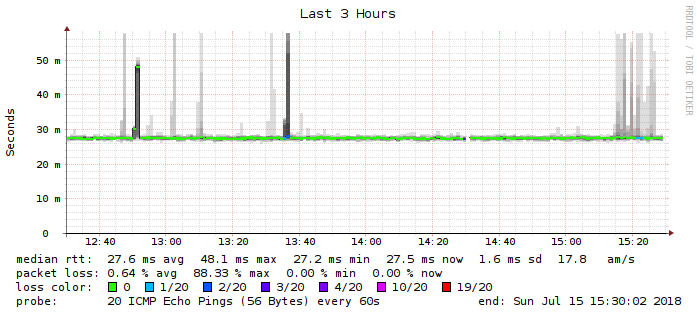 Last 3 Hours
RRDTOOL / TOBI OETIKER
Seconds
50 m
40 m
30 m
20 m
10 m
0
12:40 13:00 13:20 13:40 14:00 14:20 14:40 15:00 15:20
median rtt: 27.6 ms avg 48.1 ms max 27.2 ms min 27.5 ms now 1.6 ms sd 17.8 am/s
packet loss: 0.64 % avg 88.33 % max 0.00 % min 0.00 % now
loss color: 0 1/20 2/20 3/20 4/20 10/20 19/20
probe: 20 ICMP Echo Pings (56 Bytes) every 60s end: Sun Jul 15 15:30:02 2018